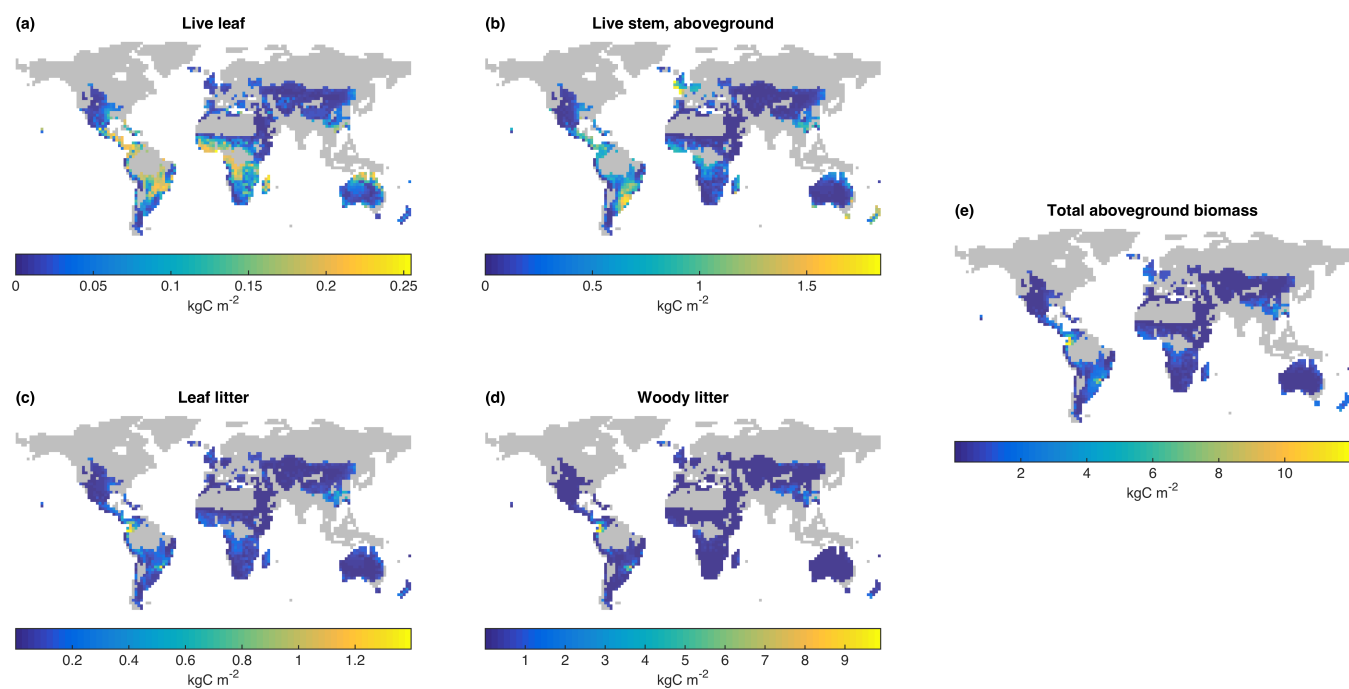 (a) Live leaf
0 0.05 0.1 0.15 0.2 0.25
kgC m-2
(b) Live stem, aboveground
0 0.5 1 1.5
kgC m-2
(c) Leaf litter
0.2 0.4 0.6 0.8 1 1.2
kgC m-2
(d) Woody litter
1 2 3 4 5 6 7 8 9
kgC m-2
(e) Total aboveground biomass
2 4 6 8 10
kgC m-2